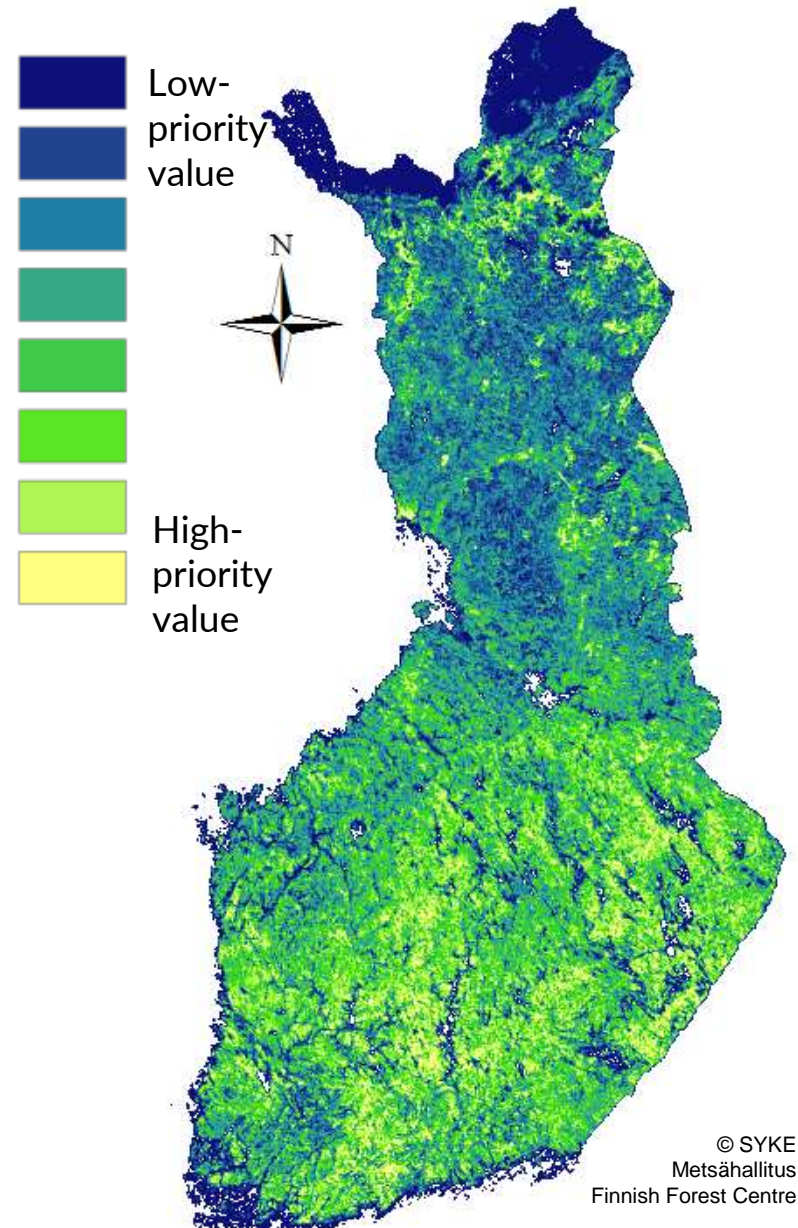 Low-
priority
value
N
High-
priority
value
© SYKE
Metsähallitus
Finnish Forest Centre